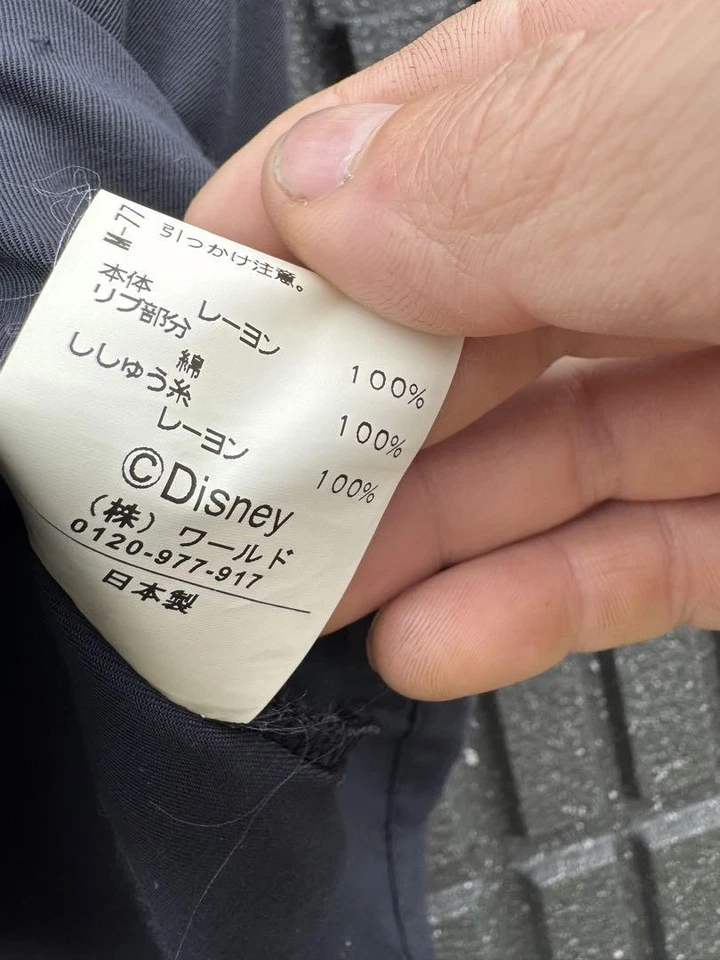 M-77
引つかけ注意。
本体
レーヨン 100%
リブ部分
綿 100%
ししゅう糸
レーヨン 100%
©Disney
(株) ワールド
0120-977-917
日本製